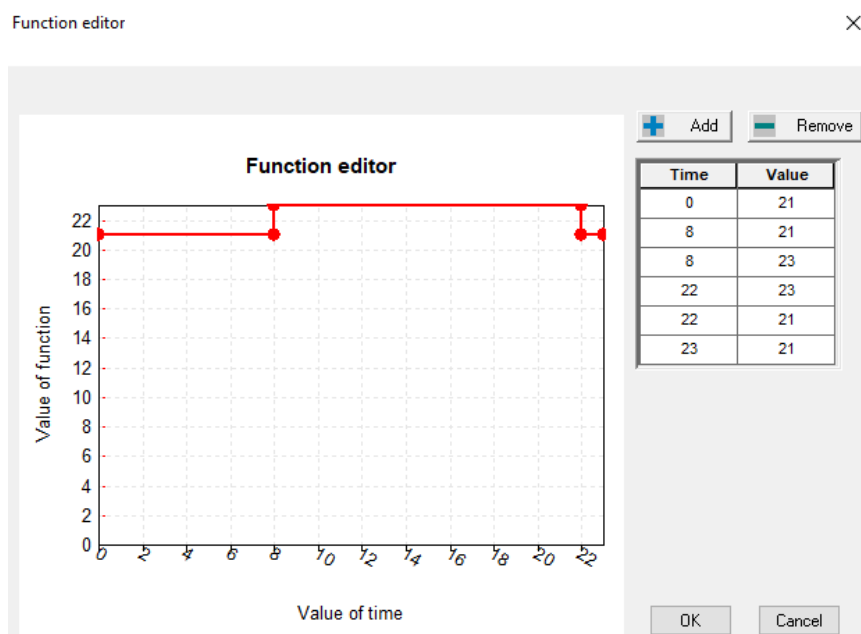 Function editor
Add Remove
Function editor
Time Value
0 21
8 21
8 23
22 23
22 21
23 21
22
20
18
16
14
12
10
8
6
4
2
0
Value of function
0 2 4 6 8 10 12 14 16 18 20 22
Value of time
OK Cancel